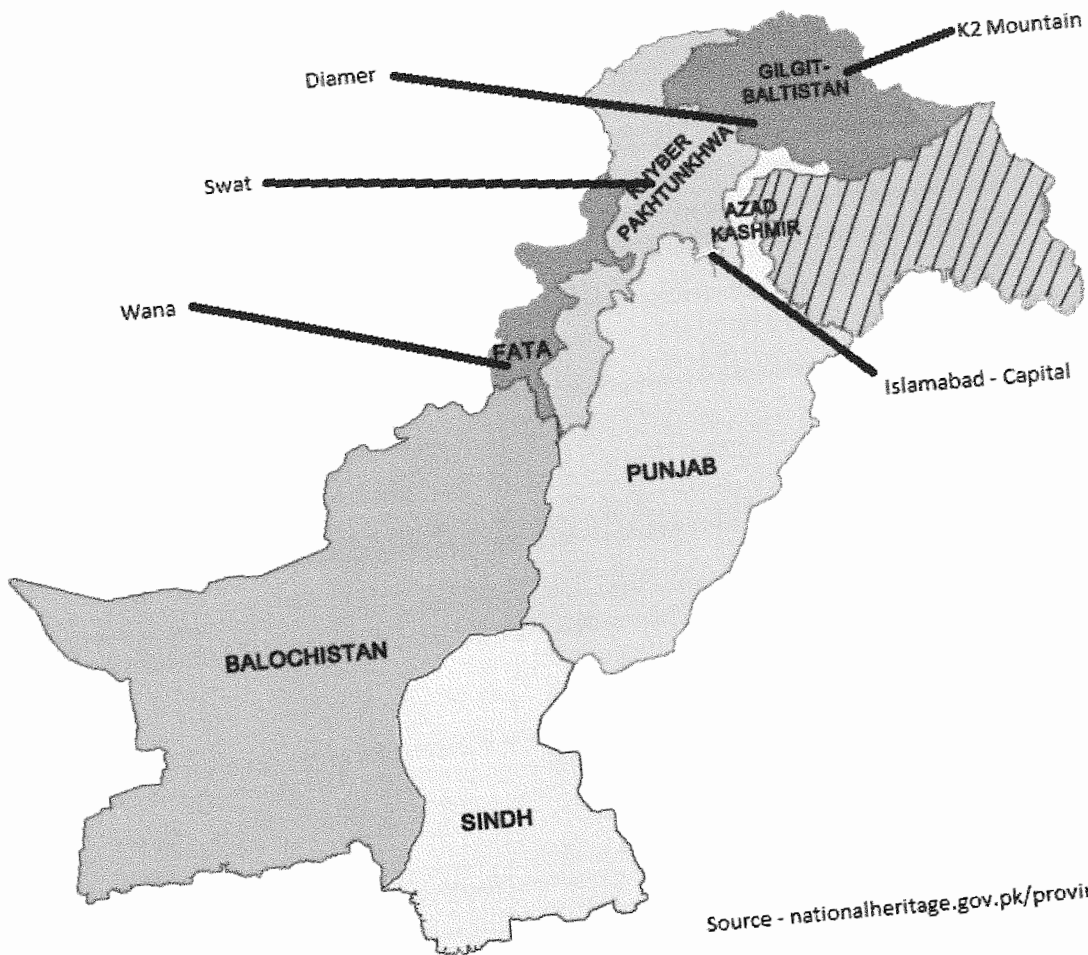 K2 Mountain
GILGIT-
BALTISTAN
Diamer
KHYBER
PAKHTUNKHWA
Swat
AZAD
KASHMIR
Wana
FATA
Islamabad - Capital
PUNJAB
BALOCHISTAN
SINDH
Source - nationalheritage.gov.pk/provin